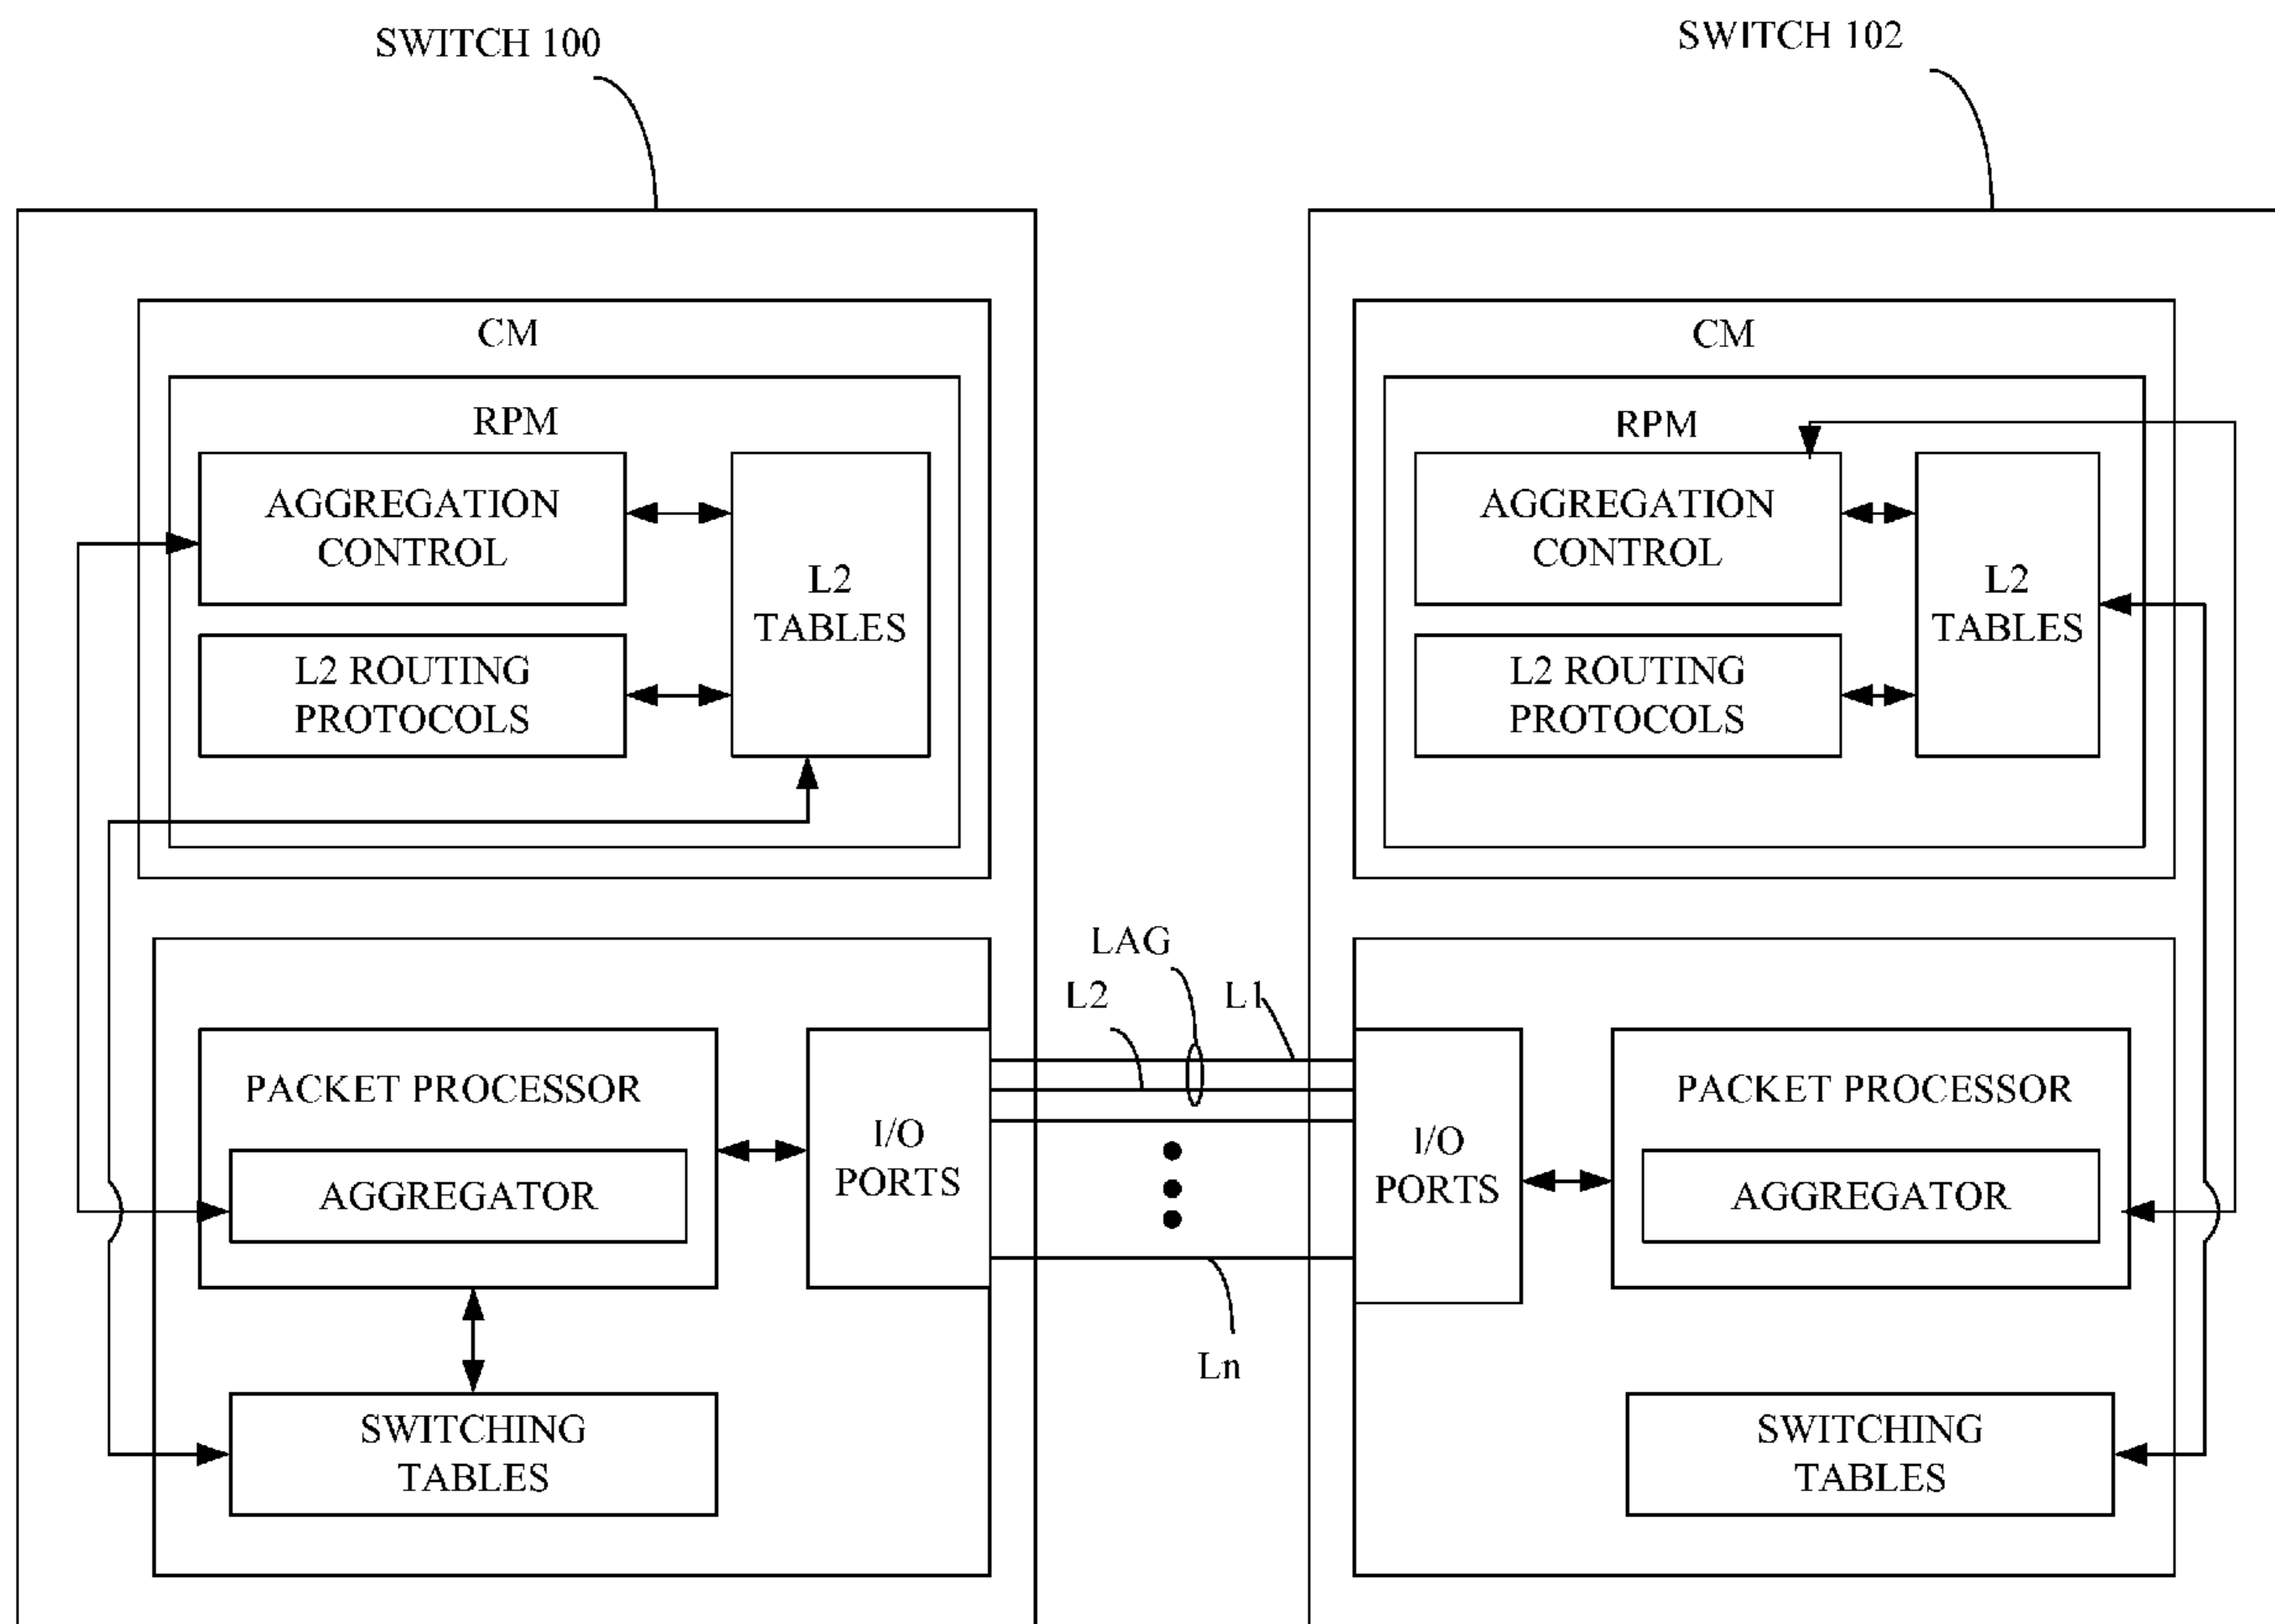 SWITCH 100
CM
RPM
AGGREGATION
CONTROL
L2
TABLES
L2 ROUTING
PROTOCOLS
PACKET PROCESSOR
AGGREGATOR
I/O
PORTS
SWITCHING
TABLES
LAG
L2
L1
Ln
SWITCH 102
CM
RPM
AGGREGATION
CONTROL
L2
TABLES
L2 ROUTING
PROTOCOLS
I/O
PORTS
PACKET PROCESSOR
AGGREGATOR
SWITCHING
TABLES